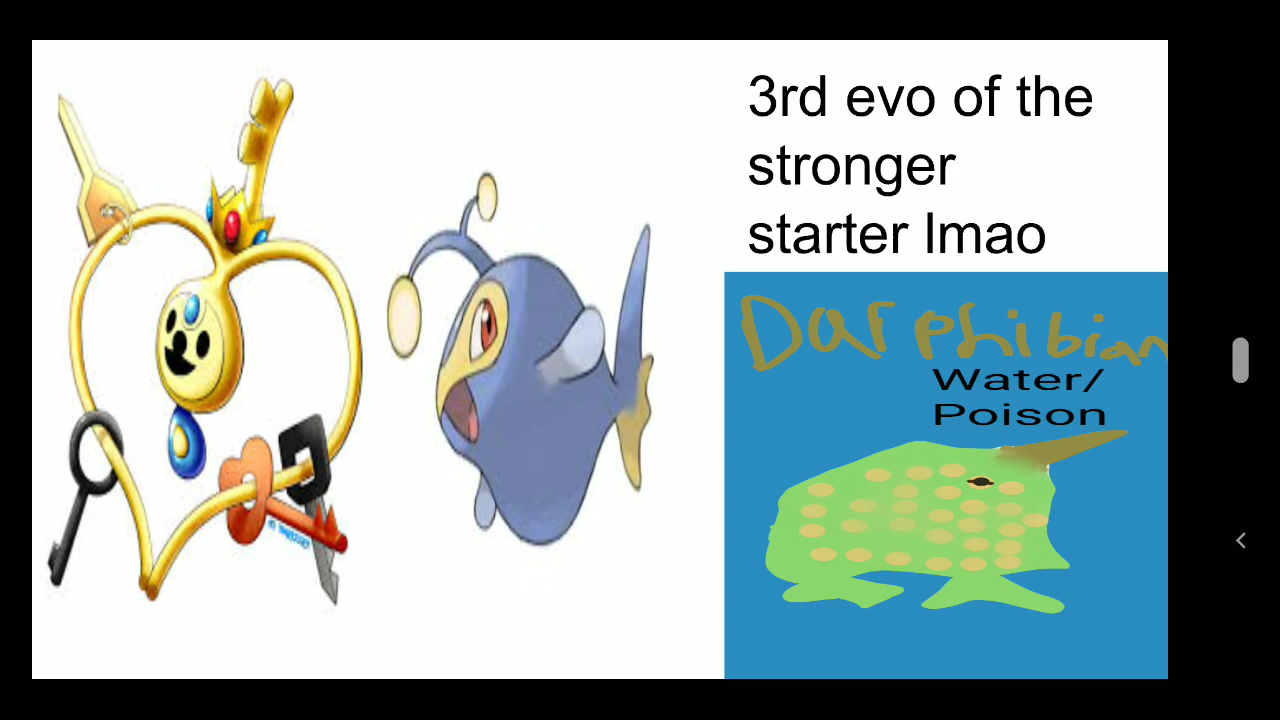 3rd evo of the
stronger
starter lmao
Darphibian
Water/
Poison